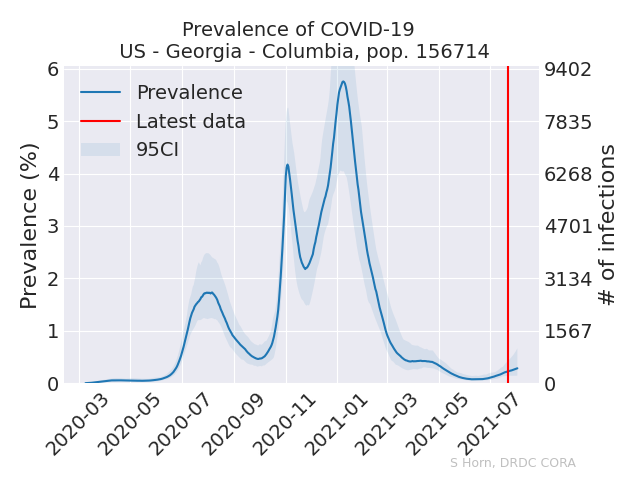 Prevalence of COVID-19
US - Georgia - Columbia, pop. 156714
Prevalence (%)
6
5
4
3
2
1
0
Prevalence
Latest data
95CI
9402
7835
6268
4701
3134
1567
0
# of infections
2020-03
2020-05
2020-07
2020-09
2020-11
2021-01
2021-03
2021-05
2021-07
S Horn, DRDC CORA